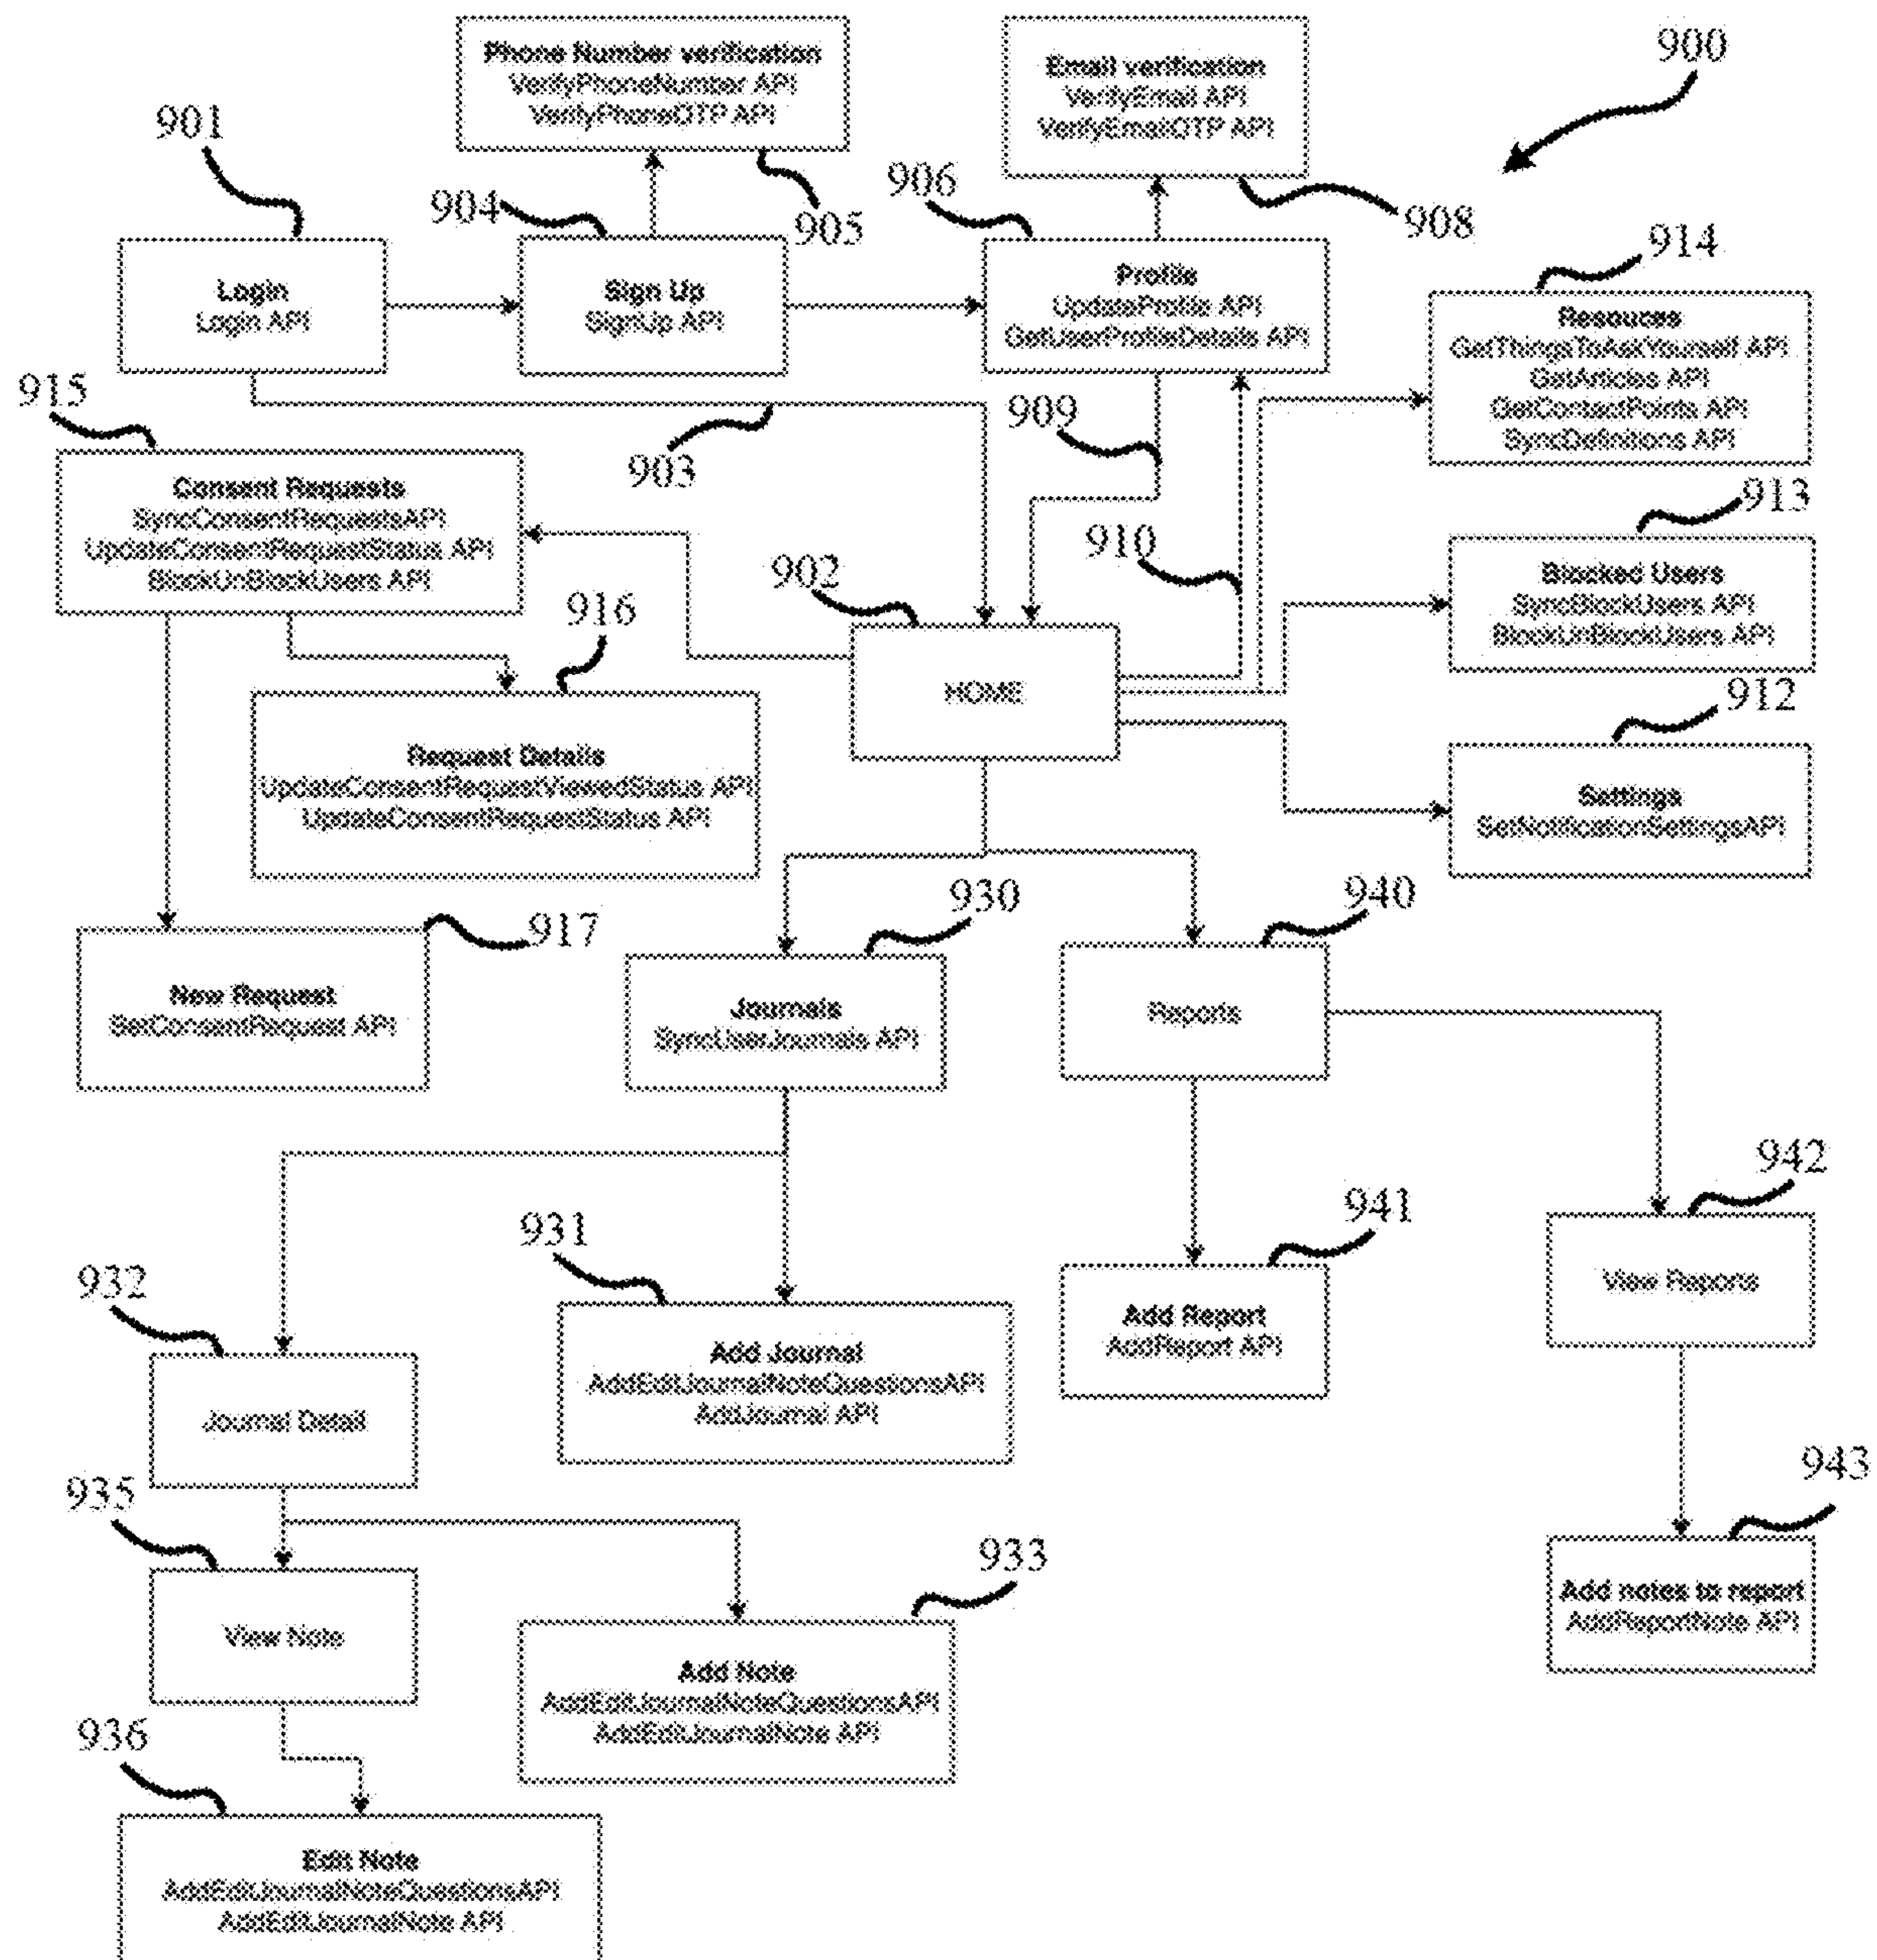 900
Phone Number verification
VerifyPhoneNumber API
VerifyPhoneOTP API
Email verification
VerifyEmail API
VerifyEmailOTP API
901
904
905
906
908
914
Login
Login API
Sign Up
SignUp API
Profile
UpdateProfile API
GetUserProfileDetails API
Resouces
GetThingsToAskYourself API
GetArticles API
GetContactPoints API
SyncDefinitions API
915
903
909
Consent Requests
SyncConsentRequestsAPI
UpdateConsentRequestStatus API
BlockUnBlockUsers API
913
910
902
916
Blocked Users
SyncBlockUsers API
BlockUnBlockUsers API
HOME
912
Request Details
UpdateConsentRequestViewedStatus API
UpdateConsentRequestStatus API
Settings
SetNotificationSettingsAPI
917
930
940
New Request
SetConsentRequest API
Journals
SyncUserJournals API
Reports
942
941
931
932
View Reports
Add Report
AddReport API
Add Journal
AddEditJournalNoteQuestionsAPI
AddJournal API
Journal Detail
943
935
933
Add notes to report
AddReportNote API
View Note
Add Note
AddEditJournalNoteQuestionsAPI
AddEditJournalNote API
936
Edit Note
AddEditJournalNoteQuestionsAPI
AddEditJournalNote API